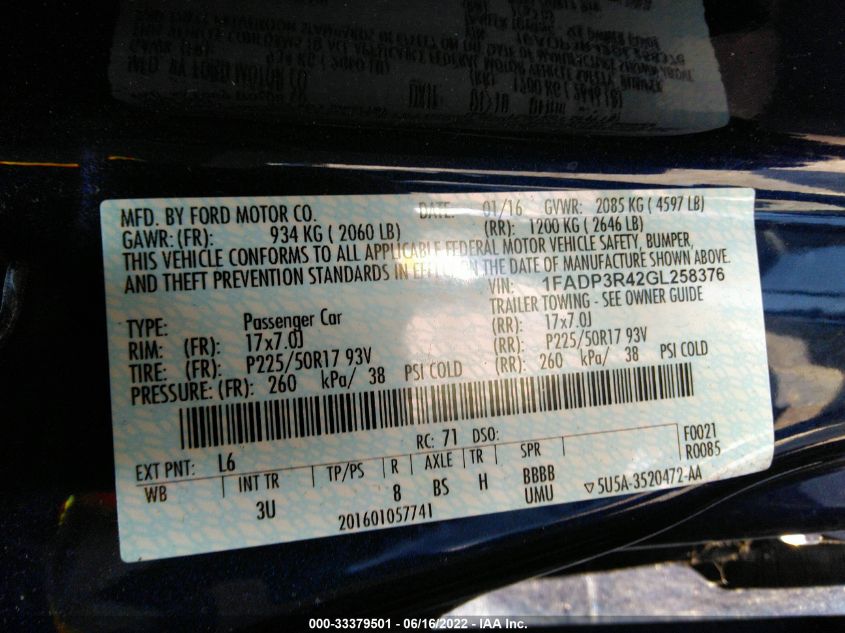 MFD. BY FORD MOTOR CO. DATE: 01/16 GVWR: 2085 KG ( 4597 LB)
GAWR: (FR): 934 KG ( 2060 LB) (RR): 1200 KG ( 2646 LB)
THIS VEHICLE CONFORMS TO ALL APPLICABLE FEDERAL MOTOR VEHICLE SAFETY, BUMPER,
AND THEFT PREVENTION STANDARDS IN EFFECT ON THE DATE OF MANUFACTURE SHOWN ABOVE.
VIN: 1FADP3R42GL258376
TYPE: Passenger Car TRAILER TOWING - SEE OWNER GUIDE
RIM: (FR): 17x7.0J (RR): 17x7.0J
TIRE: (FR): P225/50R17 93V (RR): P225/50R17 93V
PRESSURE: (FR): 260 kPa/ 38 PSI COLD (RR): 260 kPa/ 38 PSI COLD
EXT PNT: L6 RC: 71 DSO: F0021
WB INT TR TP/PS R AXLE TR SPR R0085
3U 8 BS H BBBB
UMU ▽5U5A-3520472-AA
201601057741
000-33379501 - 06/16/2022 - IAA Inc.